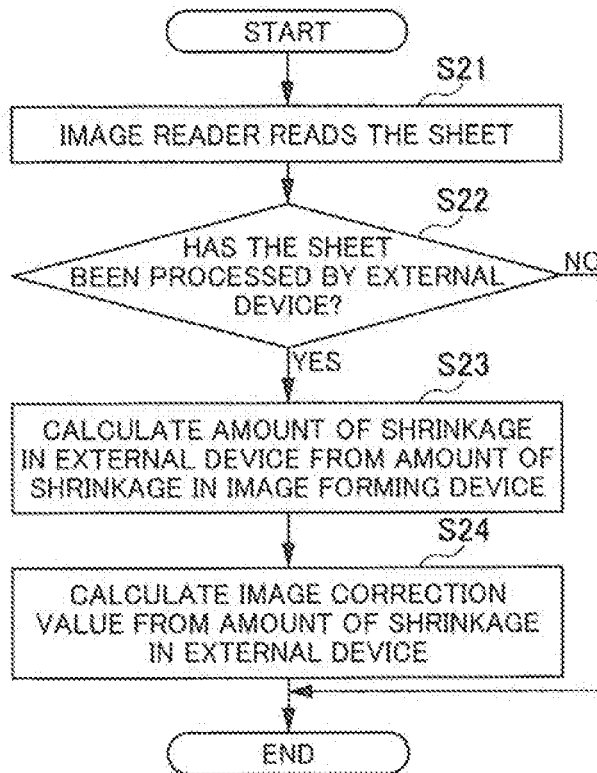 START
S21
IMAGE READER READS THE SHEET
S22
HAS THE SHEET
BEEN PROCESSED BY EXTERNAL
DEVICE?
NO
YES
S23
CALCULATE AMOUNT OF SHRINKAGE
IN EXTERNAL DEVICE FROM AMOUNT OF
SHRINKAGE IN IMAGE FORMING DEVICE
S24
CALCULATE IMAGE CORRECTION
VALUE FROM AMOUNT OF SHRINKAGE
IN EXTERNAL DEVICE
END